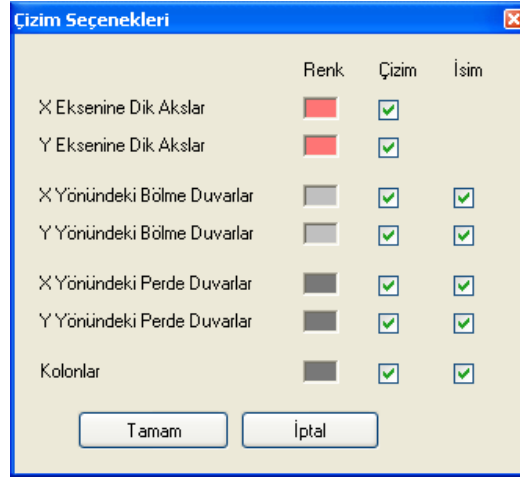 Çizim Seçenekleri
Renk Çizim İsim
X Eksenine Dik Akslar
Y Eksenine Dik Akslar
X Yönündeki Bölme Duvarlar
Y Yönündeki Bölme Duvarlar
X Yönündeki Perde Duvarlar
Y Yönündeki Perde Duvarlar
Kolonlar
Tamam İptal